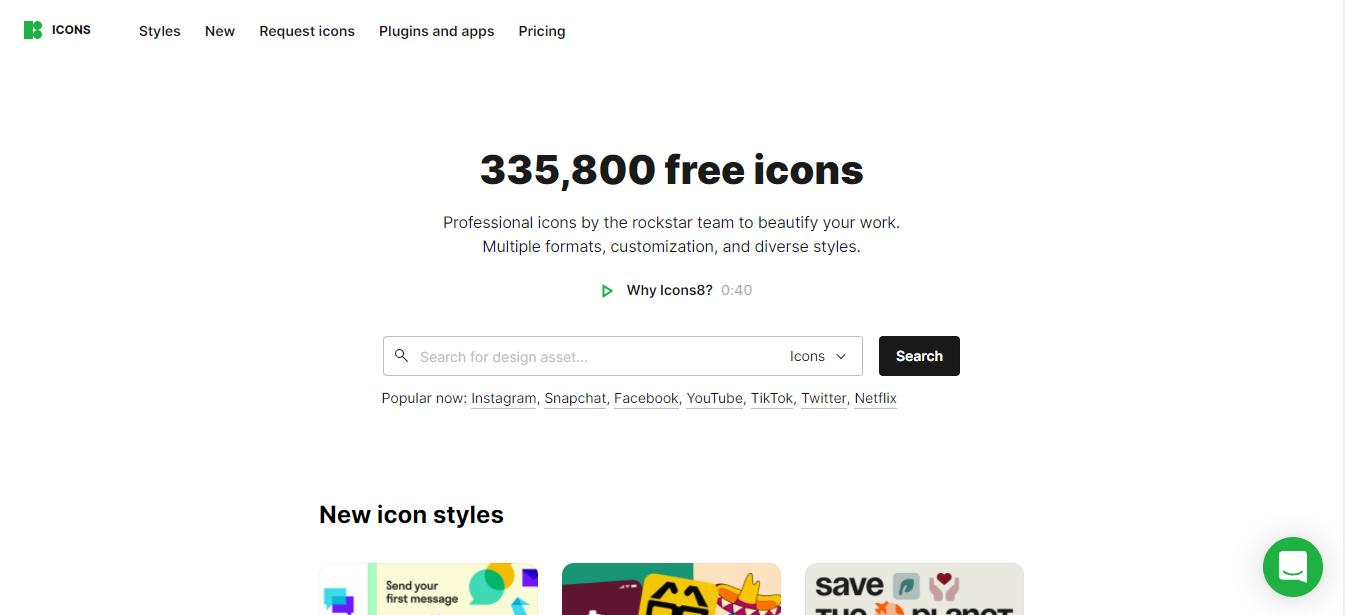 ICONS
Styles
New
Request icons
Plugins and apps
Pricing
335,800 free icons
Professional icons by the rockstar team to beautify your work.
Multiple formats, customization, and diverse styles.
Why Icons8? 0:40
Search for design asset...
Icons
Search
Popular now: Instagram, Snapchat, Facebook, YouTube, TikTok, Twitter, Netflix
New icon styles
Send your
first message
save
THE PLANET